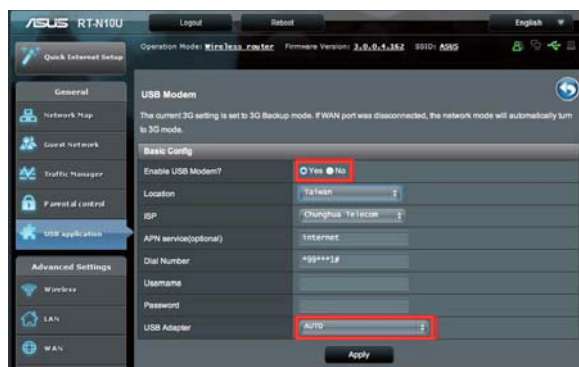 ASUS RT-N10U Logout Reboot English
Quick Internet Setup
Operation Mode: Wireless router Firmware Version: 3.0.0.4.162 SSID: ASUS
General
Network Map
Guest Network
Traffic Manager
Parental control
USB application
Advanced Settings
Wireless
LAN
WAN
USB Modem
The current 3G setting is set to 3G Backup mode. If WAN port was disconnected, the network mode will automatically turn
to 3G mode.
Basic Config
Enable USB Modem? Yes No
Location Taiwan
ISP Chunghua Telecom
APN service(optional) internet
Dial Number *99***1#
Username
Password
USB Adapter AUTO
Apply